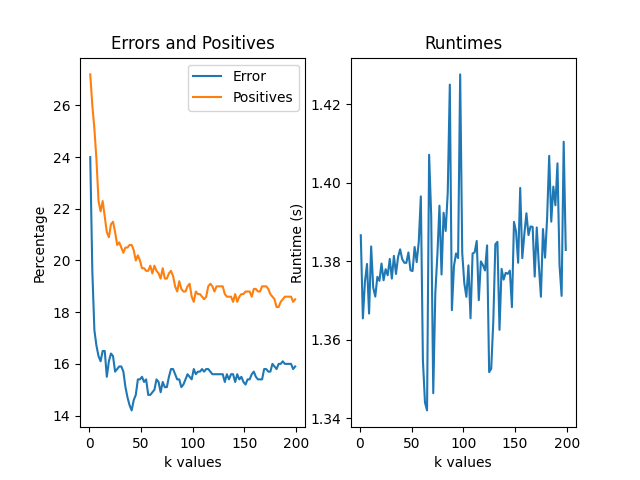 Errors and Positives
Error
Positives
Percentage
26
24
22
20
18
16
14
0
50
100
150
200
k values
Runtimes
Runtime (s)
1.42
1.40
1.38
1.36
1.34
0
50
100
150
200
k values